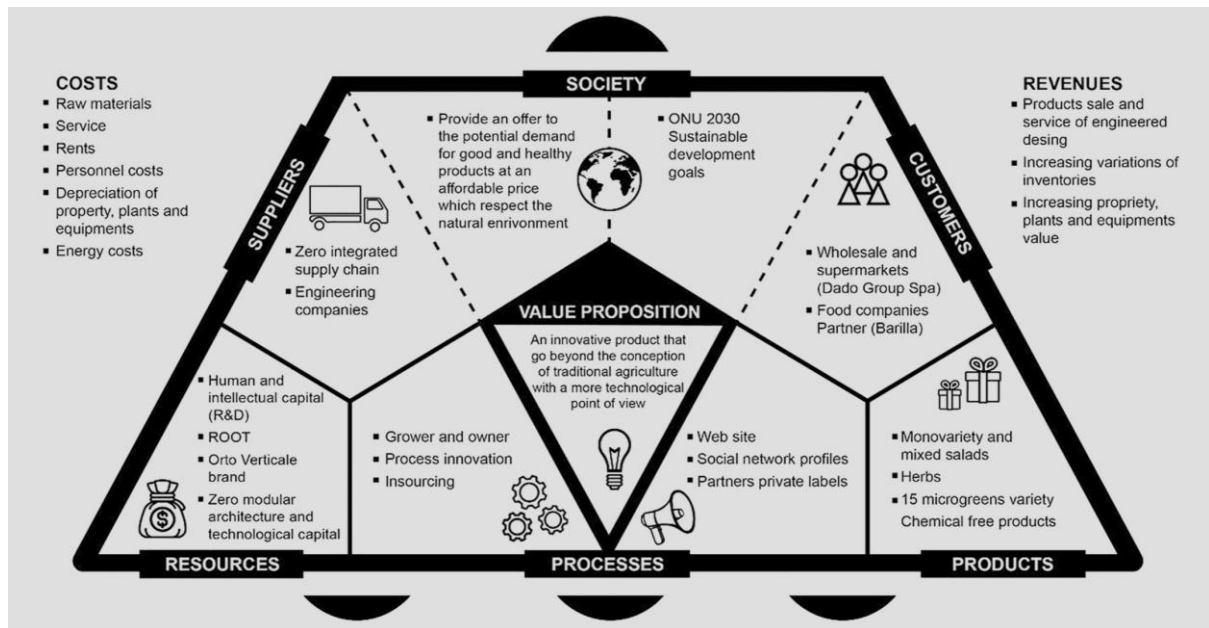 COSTS
▪ Raw materials
▪ Service
▪ Rents
▪ Personnel costs
▪ Depreciation of
property, plants and
equipments
▪ Energy costs
SOCIETY
▪ Provide an offer to
the potential demand
for good and healthy
products at an
affordable price
which respect the
natural enrivonment
▪ ONU 2030
Sustainable
development
goals
REVENUES
▪ Products sale and
service of engineered
desing
▪ Increasing variations of
inventories
▪ Increasing propriety,
plants and equipments
value
SUPPLIERS
▪ Zero integrated
supply chain
▪ Engineering
companies
CUSTOMERS
▪ Wholesale and
supermarkets
(Dado Group Spa)
▪ Food companies
Partner (Barilla)
VALUE PROPOSITION
An innovative product that
go beyond the conception
of traditional agriculture
with a more technological
point of view
▪ Human and
intellectual capital
(R&D)
▪ ROOT
▪ Orto Verticale
brand
▪ Zero modular
architecture and
technological capital
$
RESOURCES
▪ Grower and owner
▪ Process innovation
▪ Insourcing
▪ Web site
▪ Social network profiles
▪ Partners private labels
PROCESSES
▪ Monovariety and
mixed salads
▪ Herbs
▪ 15 microgreens variety
Chemical free products
PRODUCTS